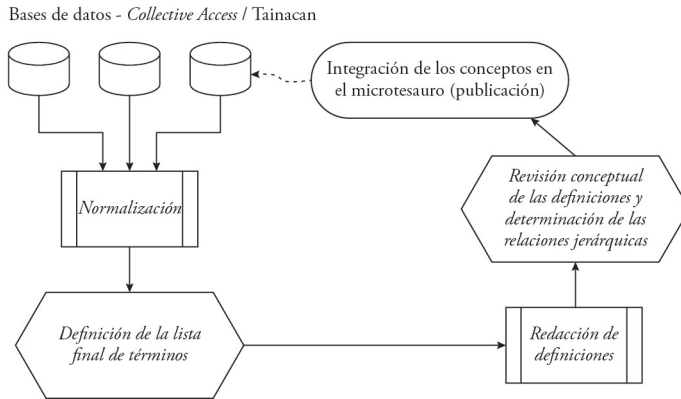 Bases de datos - Collective Access / Tainacan
Integración de los conceptos en
el microtesauro (publicación)
Normalización
Revisión conceptual
de las definiciones y
determinación de las
relaciones jerárquicas
Definición de la lista
final de términos
Redacción de
definiciones